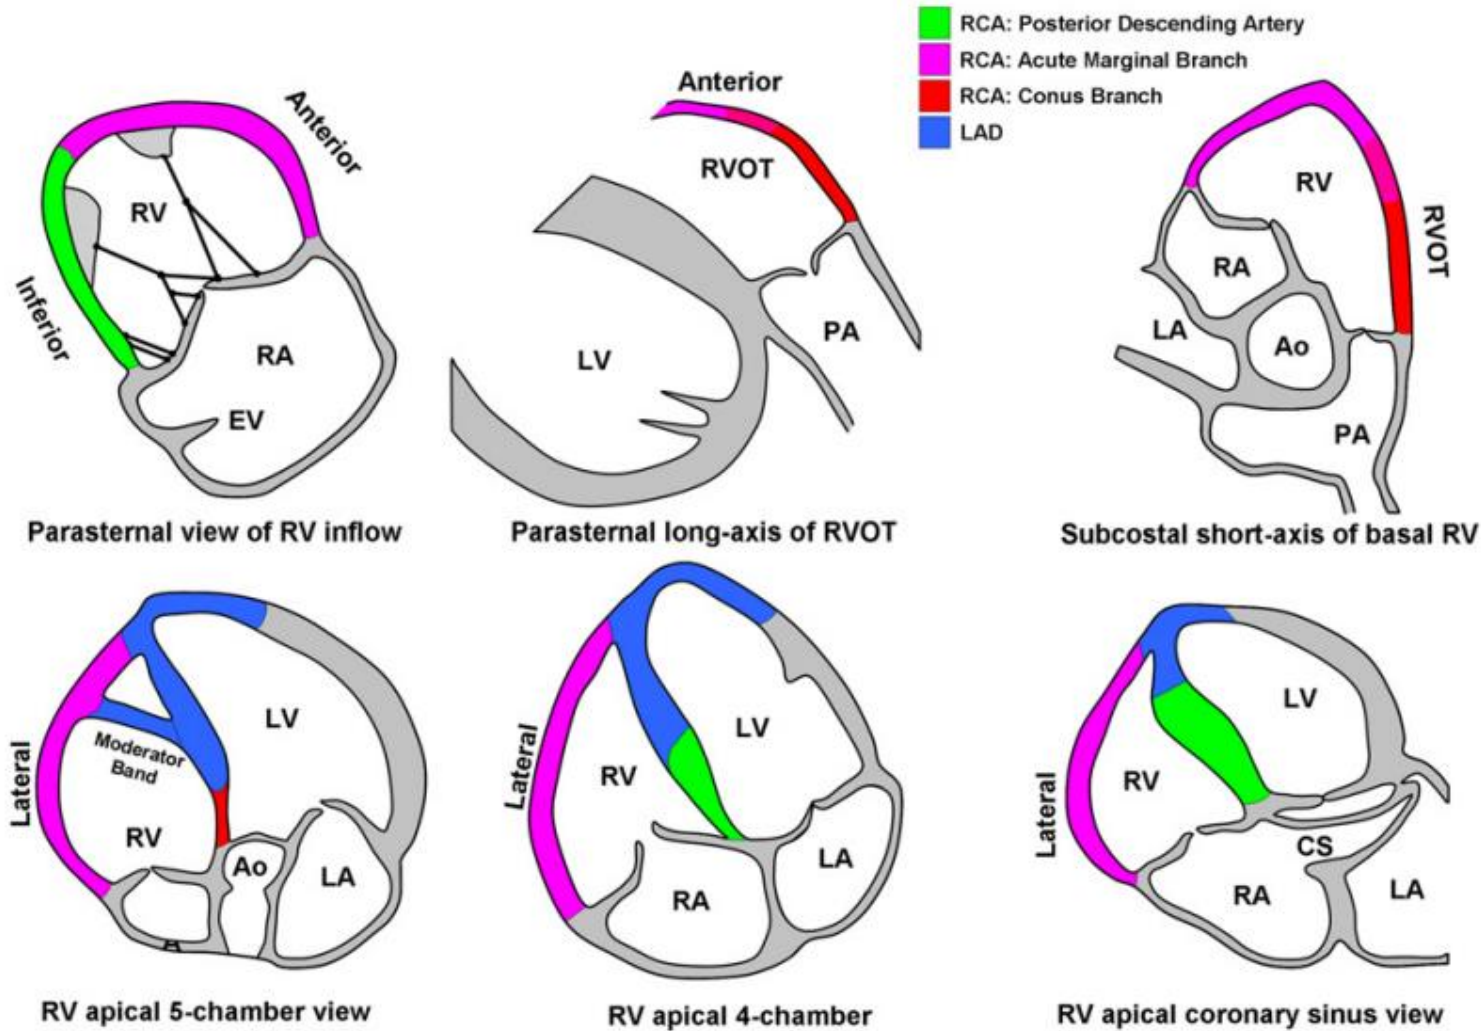 RCA: Posterior Descending Artery
RCA: Acute Marginal Branch
RCA: Conus Branch
LAD
Anterior
RV
Inferior
RA
EV
Parasternal view of RV inflow
Anterior
RVOT
LV
PA
Parasternal long-axis of RVOT
RV
RVOT
RA
LA
Ao
PA
Subcostal short-axis of basal RV
Lateral
LV
Moderator
Band
RV
Ao
LA
A
RV apical 5-chamber view
Lateral
LV
RV
LA
RA
RV apical 4-chamber
Lateral
LV
RV
CS
RA
LA
RV apical coronary sinus view